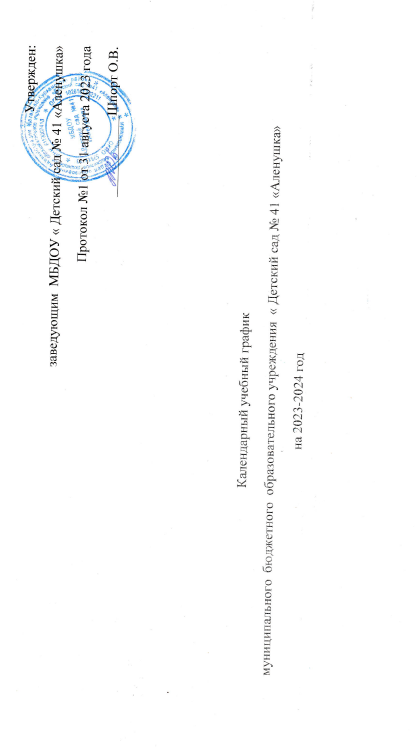 Утвержден:
заведующим МБДОУ « Детский сад № 41 «Аленушка»
Протокол №1 от 31 августа 2023 года
Шпорт О.В.
Календарный учебный график
муниципального бюджетного образовательного учреждения « Детский сад № 41 «Аленушка»
на 2023-2024 год